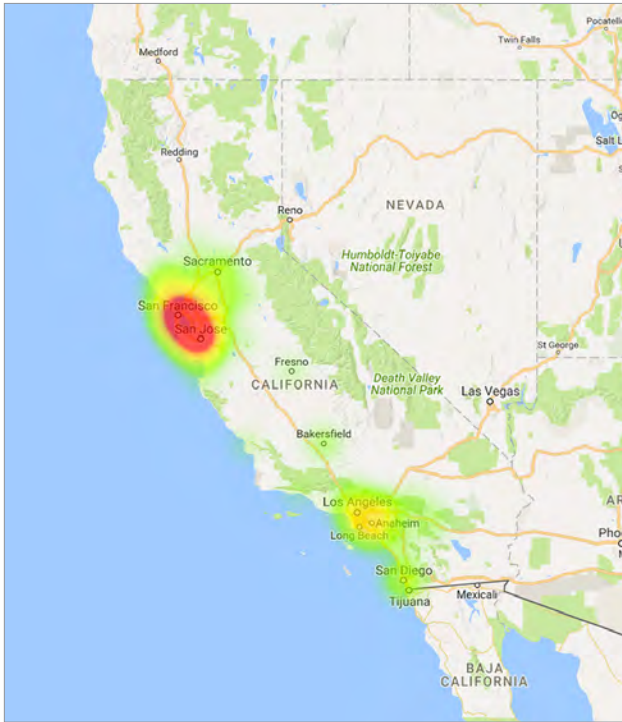 Pocatello
Twin Falls
Medford
Salt L
Redding
NEVADA
Reno
Humboldt-Toiyabe
National Forest
Sacramento
San Francisco
San Jose
St George
Fresno
CALIFORNIA
Death Valley
National Park
Las Vegas
Bakersfield
Los Angeles
Anaheim
Long Beach
AR
Pho
San Diego
Tijuana
Mexicali
BAJA
CALIFORNIA